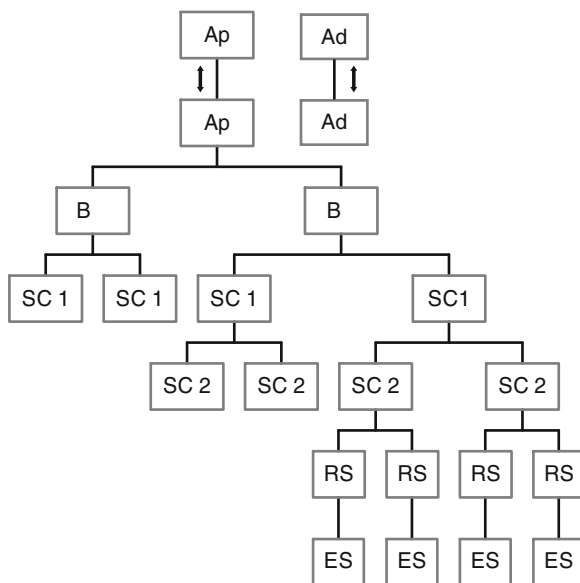 Ap Ad
Ap Ad
B B
SC 1 SC 1 SC 1 SC1
SC 2 SC 2 SC 2 SC 2
RS RS RS RS
ES ES ES ES